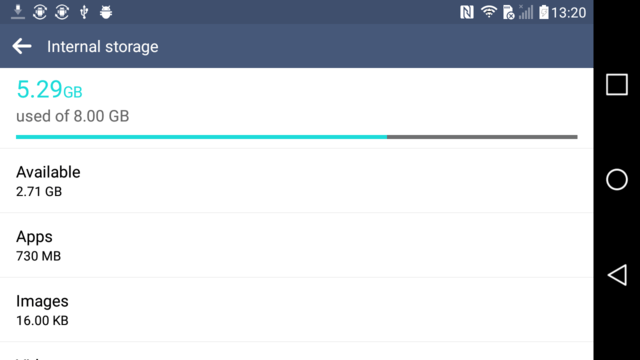 13:20
Internal storage
5.29GB
used of 8.00 GB
Available
2.71 GB
Apps
730 MB
Images
16.00 KB